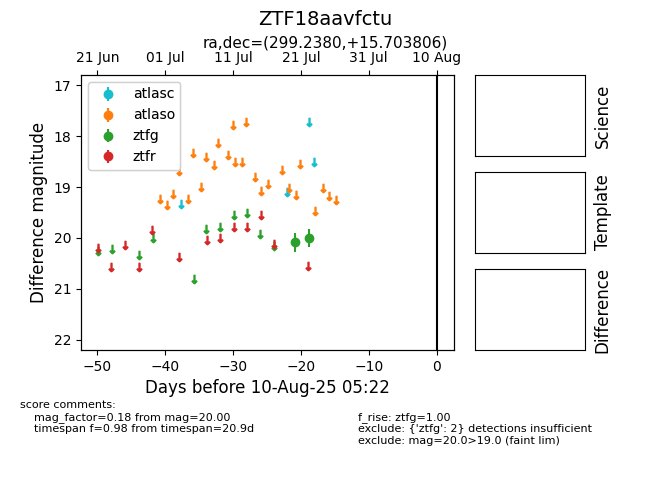 ZTF18aavfctu
ra,dec=(299.2380,+15.703806)
21 Jun 01 Jul 11 Jul 21 Jul 31 Jul 10 Aug
atlasc
atlaso
ztfg
ztfr
17
18
19
20
21
22
Difference magnitude
−50 −40 −30 −20 −10 0
Days before 10-Aug-25 05:22
Science
Template
Difference
score comments:
mag_factor=0.18 from mag=20.00
timespan f=0.98 from timespan=20.9d
f_rise: ztfg=1.00
exclude: {'ztfg': 2} detections insufficient
exclude: mag=20.0>19.0 (faint lim)